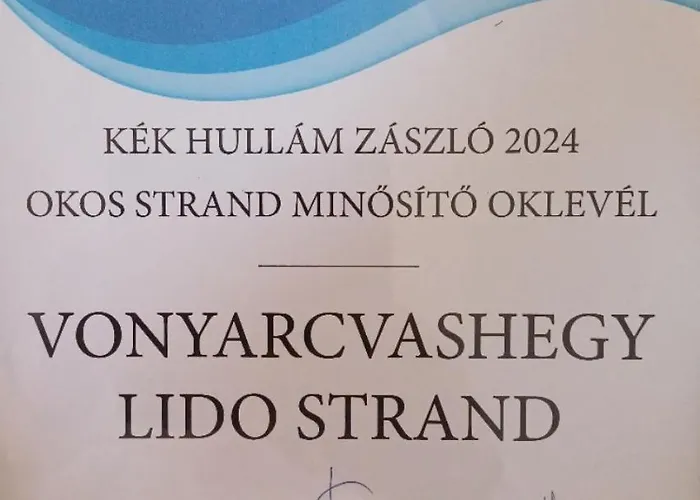 KÉK HULLÁM ZÁSZLÓ 2024
OKOS STRAND MINŐSÍTŐ OKLEVÉL
VONYARCVASHEGY
LIDO STRAND